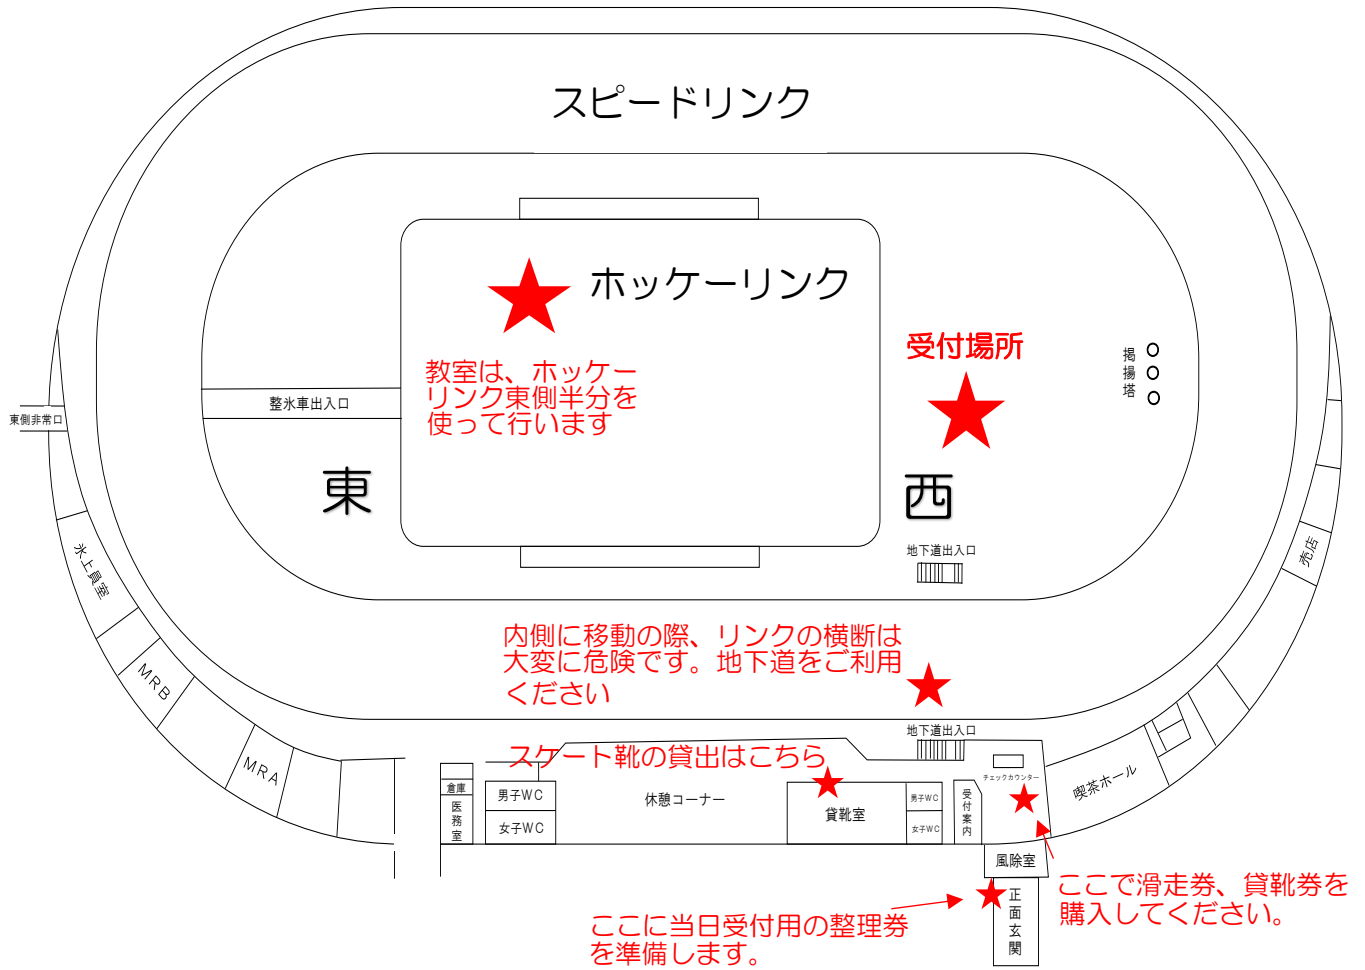 スピードリンク
ホッケーリンク
受付場所
掲揚塔
教室は、ホッケー
リンク東側半分を
使って行います
整氷車出入口
東側非常口
東
西
地下道出入口
売店
氷上員室
内側に移動の際、リンクの横断は
大変に危険です。地下道をご利用
ください
MRB
地下道出入口
スケート靴の貸出はこちら
MRA
チェックカウンター
喫茶ホール
倉庫
医務室
男子WC
女子WC
休憩コーナー
貸靴室
男子WC
女子WC
受付案内
風除室
正面玄関
ここで滑走券、貸靴券を
購入してください。
ここに当日受付用の整理券
を準備します。